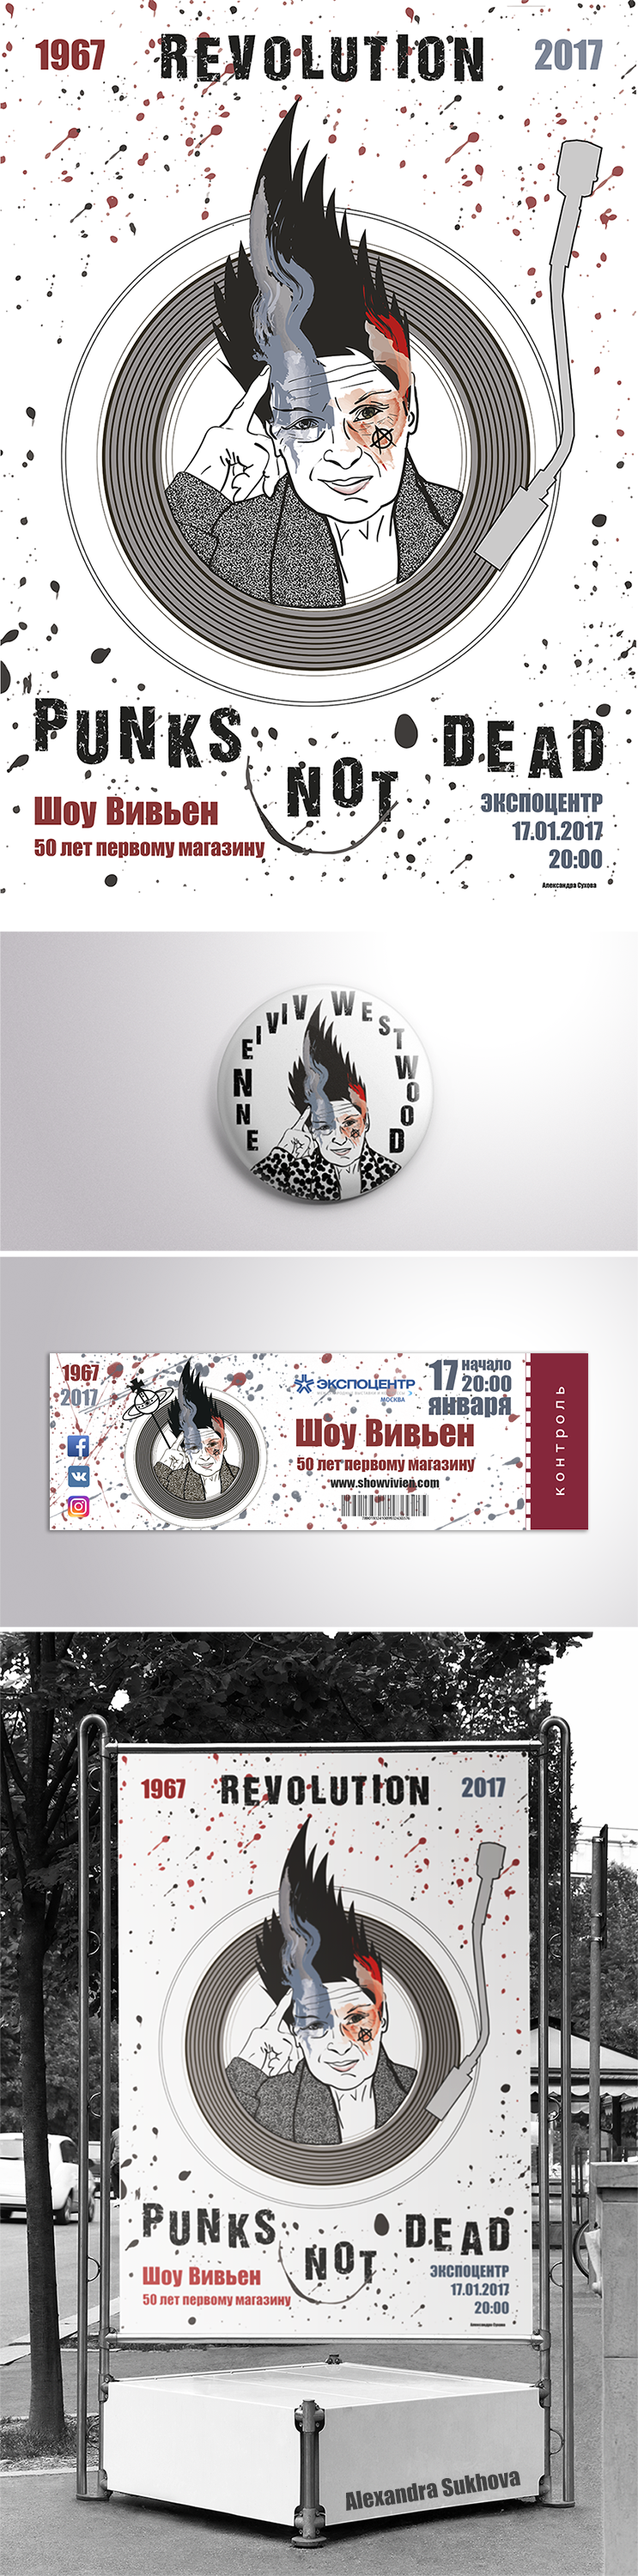 1967 REVOLUTION 2017
PUNKS NOT DEAD
Шоу Вивьен
50 лет первому магазину
ЭКСПОЦЕНТР
17.01.2017
20:00
Александра Сухова
VIVIENNE WESTWOOD
1967
2017
ЭКСПОЦЕНТР
МОСКВА
17 начало
20:00
января
Шоу Вивьен
50 лет первому магазину
www.showvivien.com
контроль
1967 REVOLUTION 2017
PUNKS NOT DEAD
Шоу Вивьен
50 лет первому магазину
ЭКСПОЦЕНТР
17.01.2017
20:00
Александра Сухова
Alexandra Sukhova